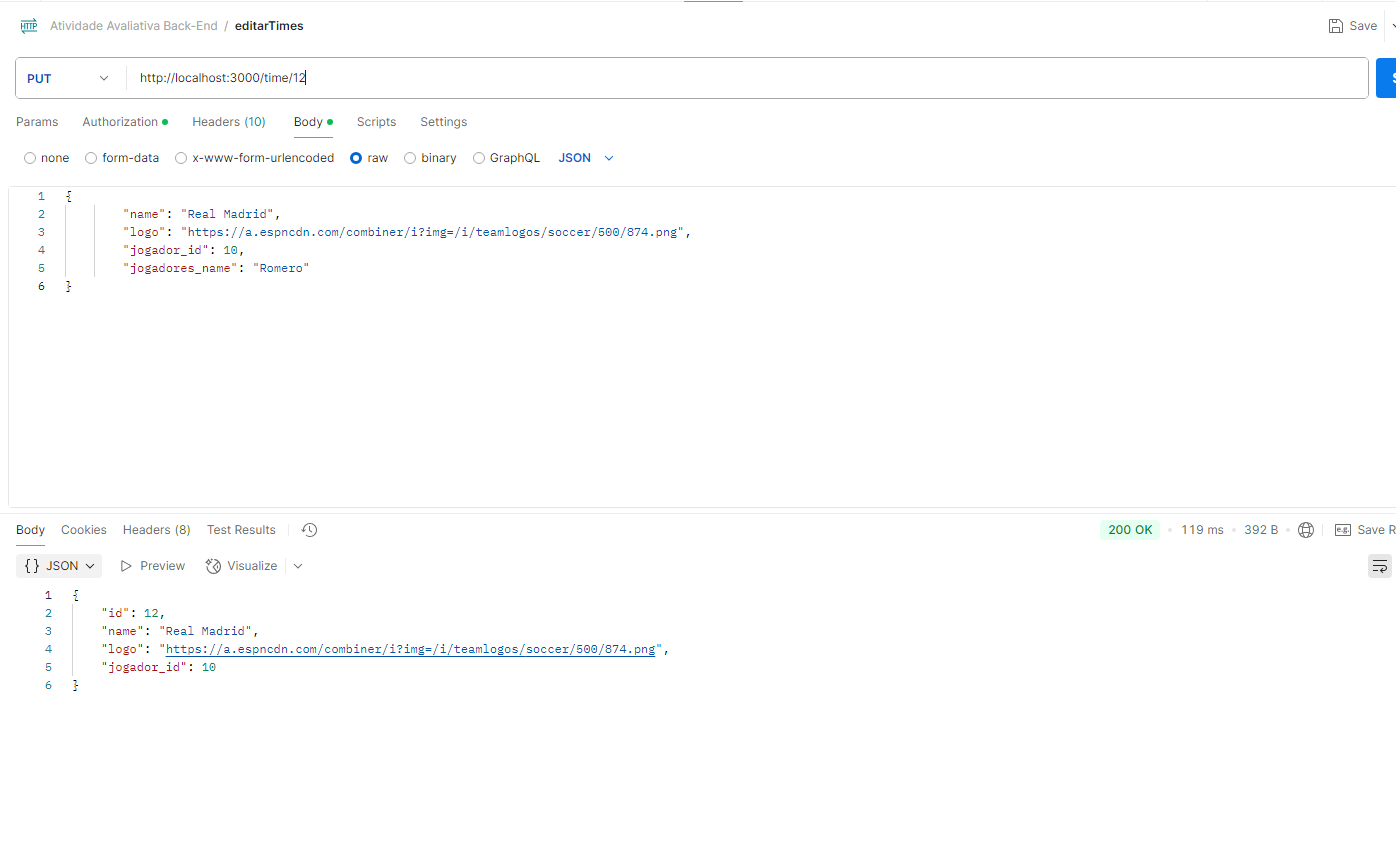 HTTP Atividade Avaliativa Back-End / editarTimes Save
PUT http://localhost:3000/time/12
Params Authorization Headers (10) Body Scripts Settings
none form-data x-www-form-urlencoded raw binary GraphQL JSON
1 {
2 "name": "Real Madrid",
3 "logo": "https://a.espncdn.com/combiner/i?img=/i/teamlogos/soccer/500/874.png",
4 "jogador_id": 10,
5 "jogadores_name": "Romero"
6 }
Body Cookies Headers (8) Test Results 200 OK • 119 ms • 392 B • e.g. Save R
{} JSON Preview Visualize
1 {
2 "id": 12,
3 "name": "Real Madrid",
4 "logo": "https://a.espncdn.com/combiner/i?img=/i/teamlogos/soccer/500/874.png",
5 "jogador_id": 10
6 }